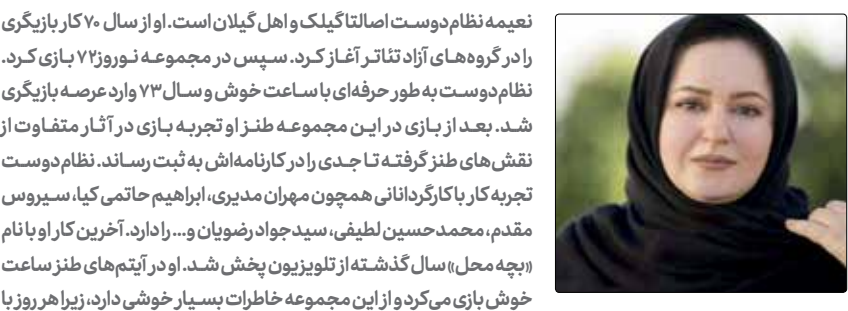 نعیمه نظام‌دوست اصالتا گیلک و اهل گیلان است. او از سال ۷۰ کار بازیگری
را در گروه‌های آزاد تئاتر آغاز کرد. سپس در مجموعه نوروز۷۲ بازی کرد.
نظام‌دوست به طور حرفه‌ای با ساعت خوش و سال۷۳ وارد عرصه بازیگری
شد. بعد از بازی در این مجموعه طنز او تجربه بازی در آثار متفاوت از
نقش‌های طنز گرفته تا جدی را در کارنامه‌اش به ثبت رساند. نظام‌دوست
تجربه کار با کارگردانانی همچون مهران مدیری، ابراهیم حاتمی کیا، سیروس
مقدم، محمدحسین لطیفی، سیدجواد رضویان و... را دارد. آخرین کار او با نام
«بچه محل» سال گذشته از تلویزیون پخش شد. او در آیتم‌های طنز ساعت
خوش بازی می‌کرد و از این مجموعه خاطرات بسیار خوشی دارد، زیرا هر روز با